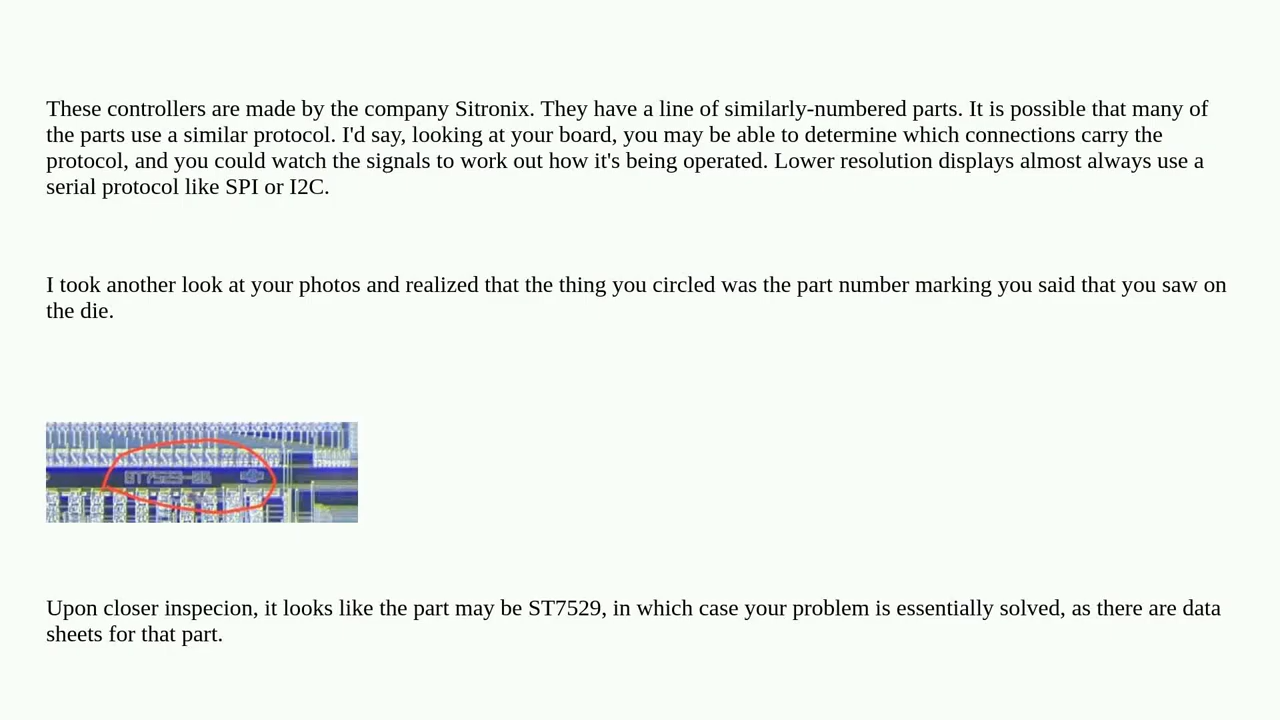 These controllers are made by the company Sitronix. They have a line of similarly-numbered parts. It is possible that many of
the parts use a similar protocol. I'd say, looking at your board, you may be able to determine which connections carry the
protocol, and you could watch the signals to work out how it's being operated. Lower resolution displays almost always use a
serial protocol like SPI or I2C.
I took another look at your photos and realized that the thing you circled was the part number marking you said that you saw on
the die.
Upon closer inspecion, it looks like the part may be ST7529, in which case your problem is essentially solved, as there are data
sheets for that part.